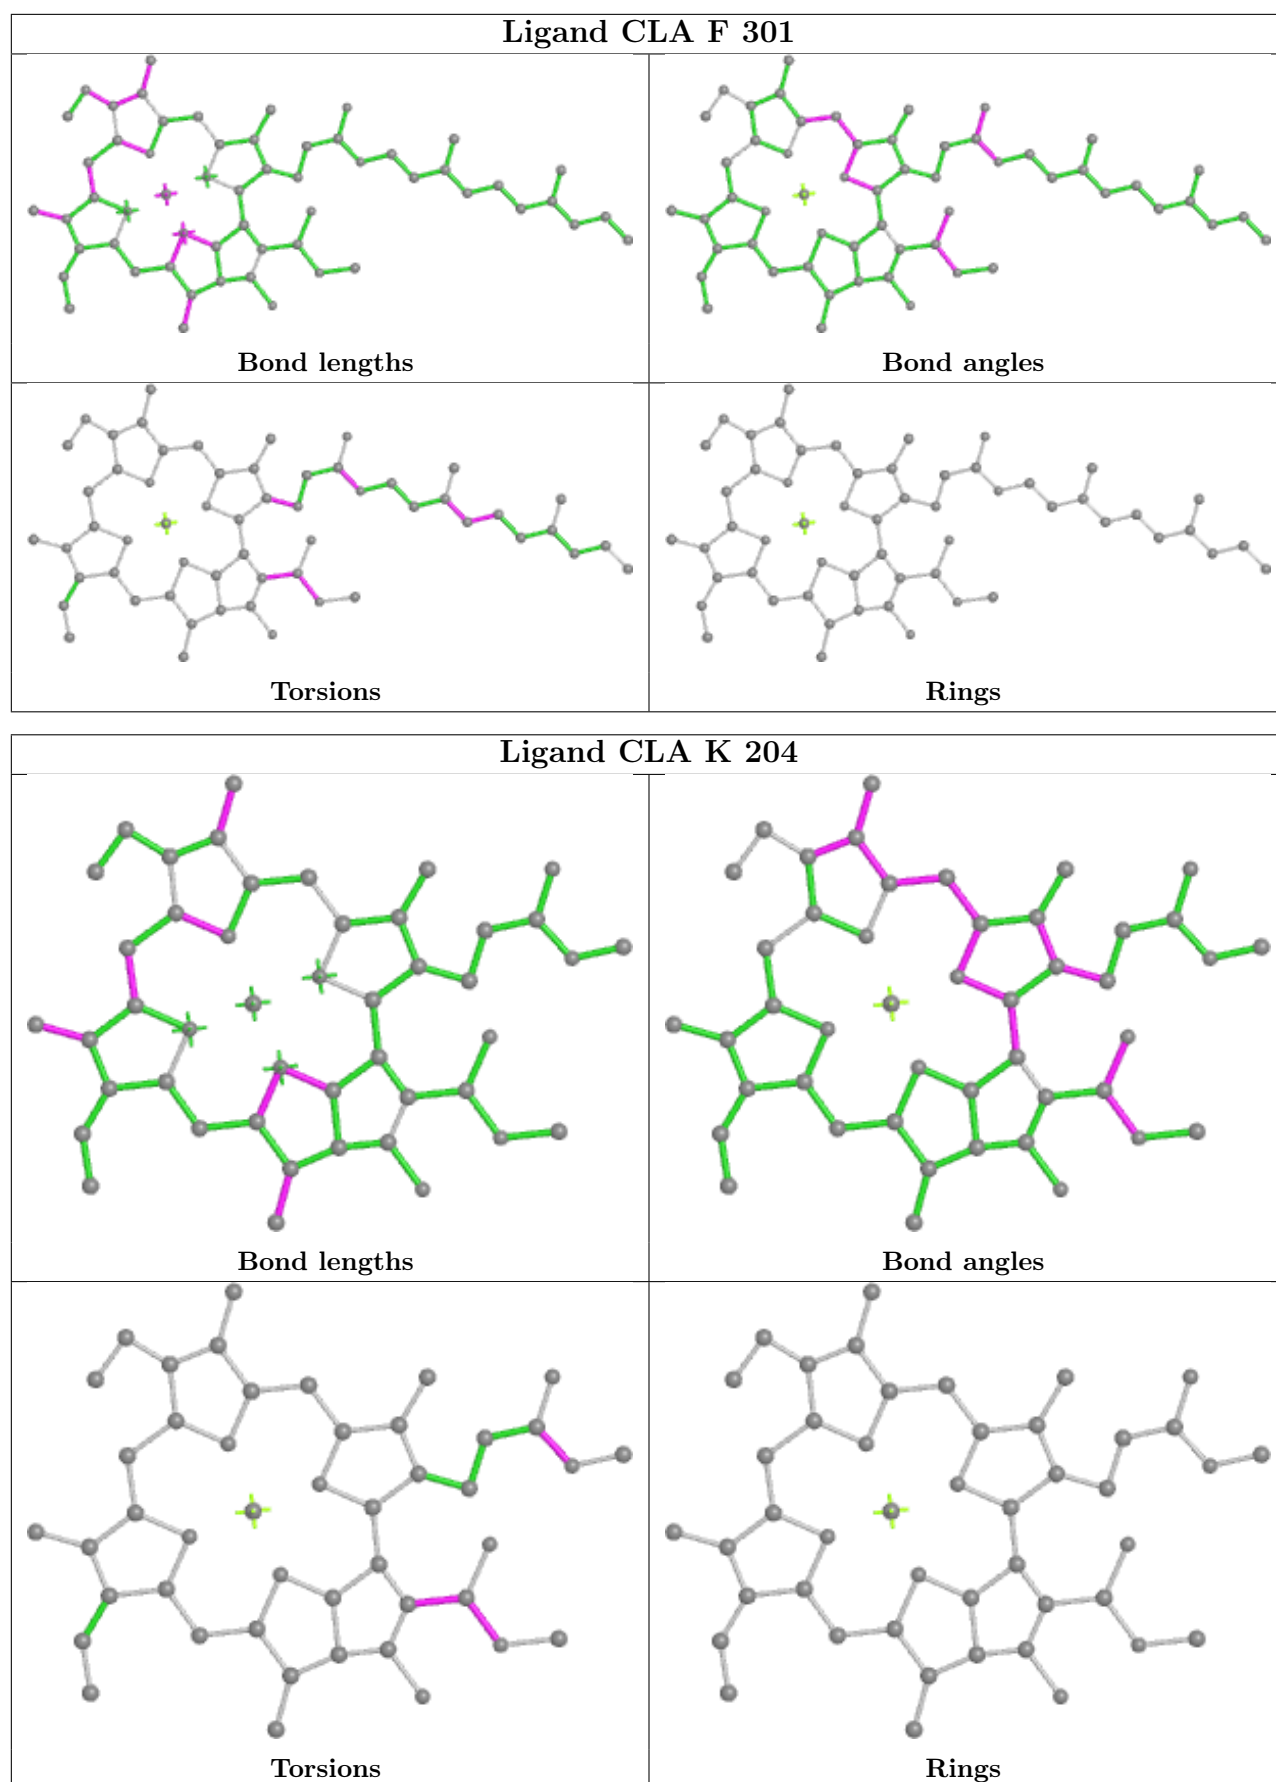 Ligand CLA F 301
Bond lengths
Bond angles
Torsions
Rings
Ligand CLA K 204
Bond lengths
Bond angles
Torsions
Rings